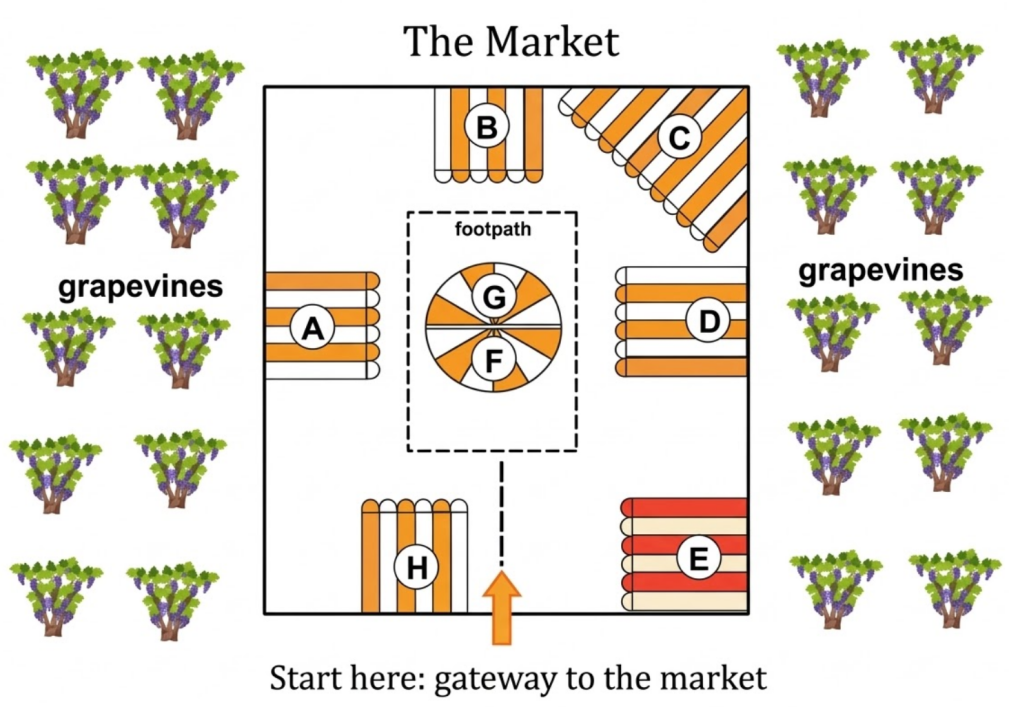 The Market
B
C
footpath
grapevines
grapevines
G
A
D
F
H
E
Start here: gateway to the market